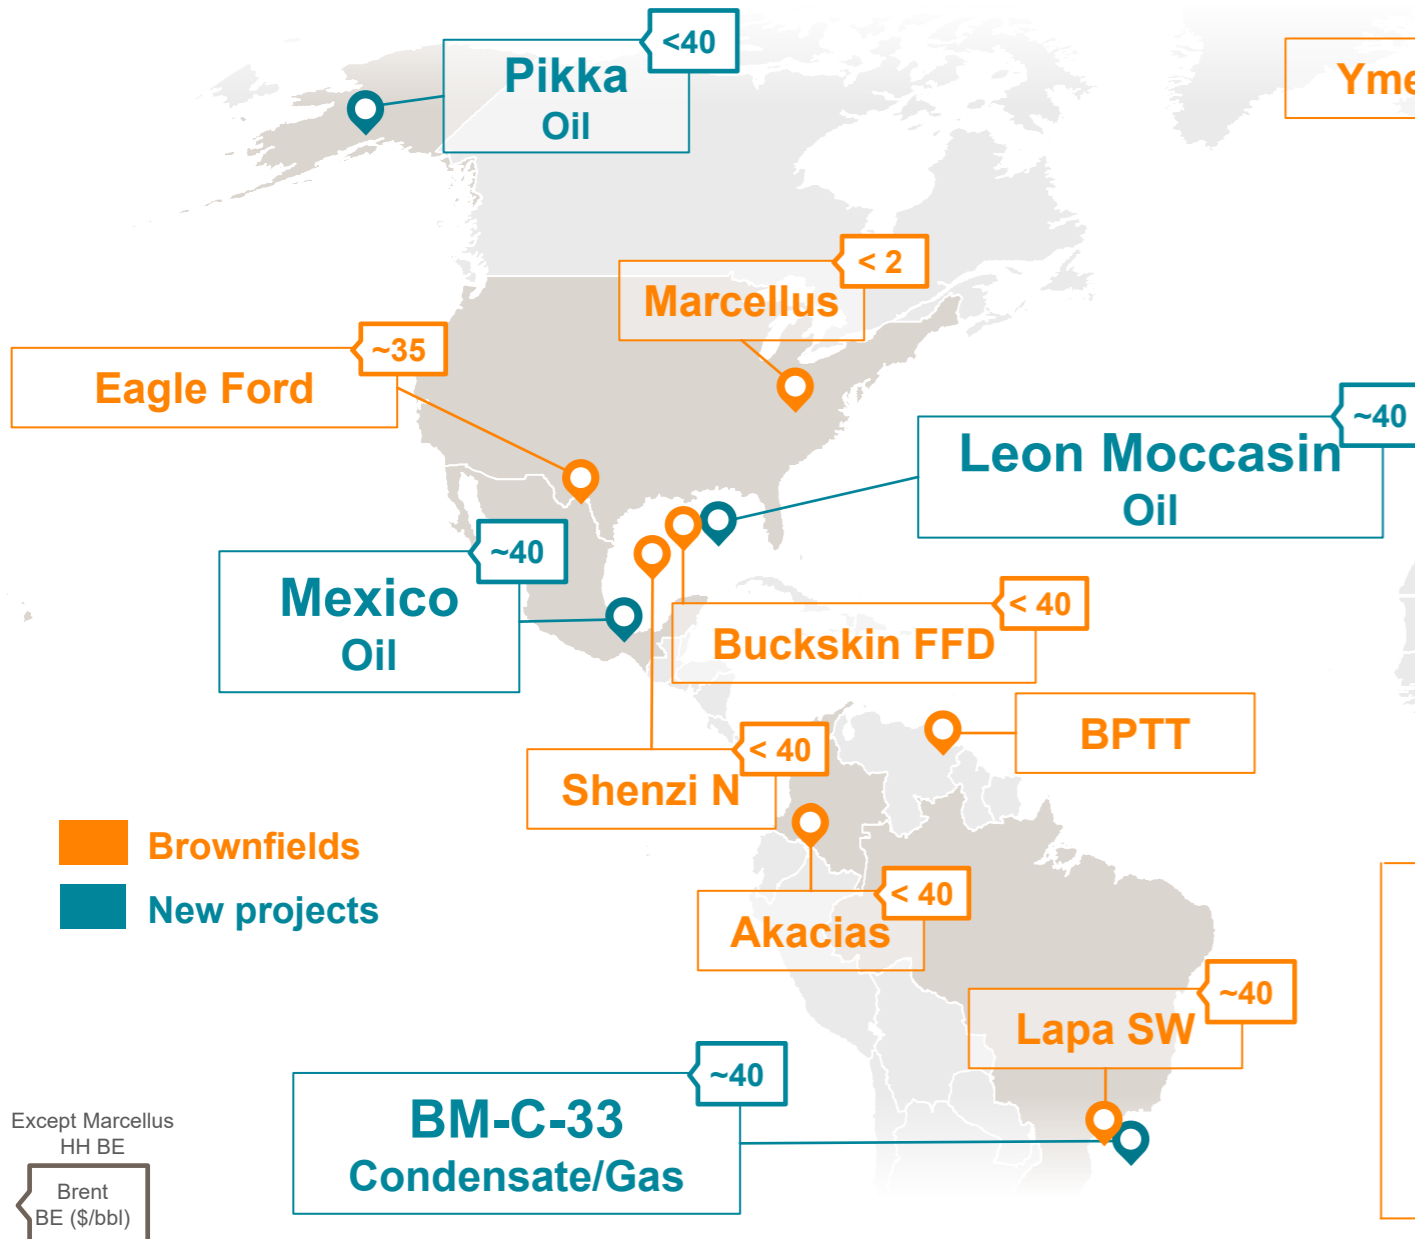 <40
Pikka
Oil
Yme
< 2
Marcellus
~35
Eagle Ford
~40
Leon Moccasin
Oil
~40
Mexico
Oil
< 40
Buckskin FFD
BPTT
< 40
Shenzi N
Brownfields
New projects
< 40
Akacias
~40
Lapa SW
~40
BM-C-33
Condensate/Gas
Except Marcellus
HH BE
Brent
BE ($/bbl)